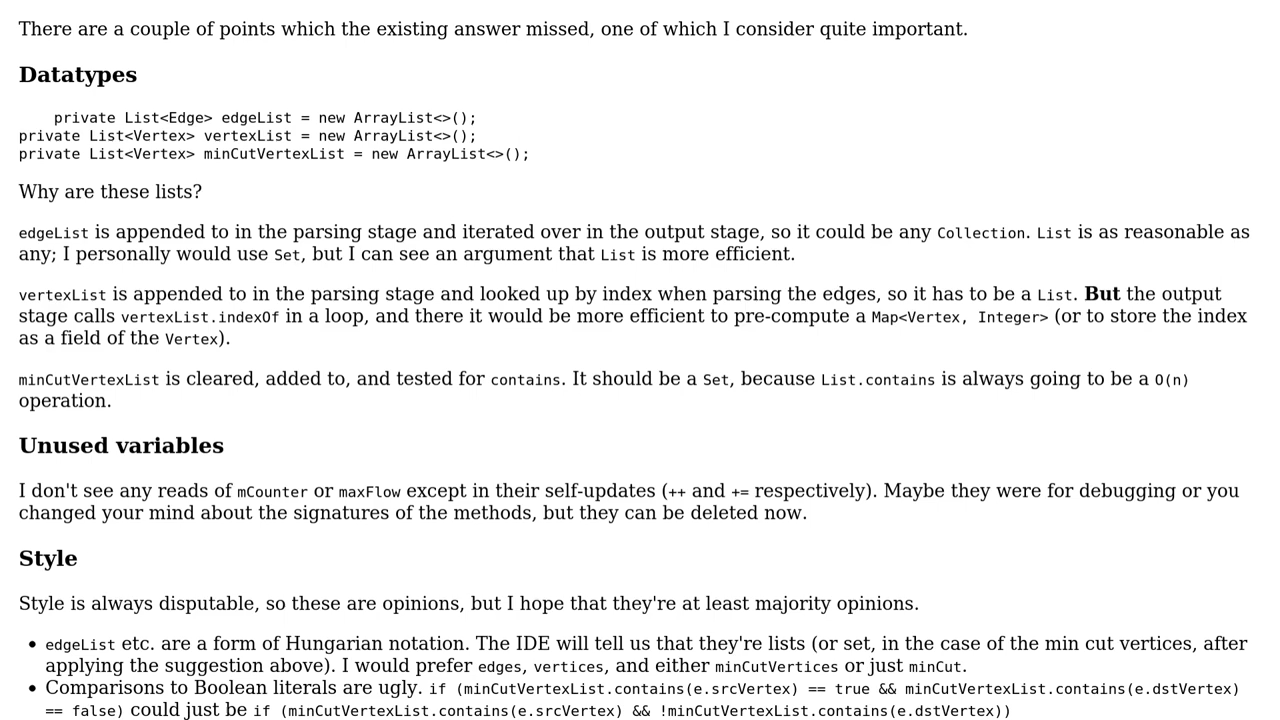 There are a couple of points which the existing answer missed, one of which I consider quite important.
Datatypes
private List<Edge> edgeList = new ArrayList<>();
private List<Vertex> vertexList = new ArrayList<>();
private List<Vertex> minCutVertexList = new ArrayList<>();
Why are these lists?
edgeList is appended to in the parsing stage and iterated over in the output stage, so it could be any Collection. List is as reasonable as
any; I personally would use Set, but I can see an argument that List is more efficient.
vertexList is appended to in the parsing stage and looked up by index when parsing the edges, so it has to be a List. But the output
stage calls vertexList.indexOf in a loop, and there it would be more efficient to pre-compute a Map<Vertex, Integer> (or to store the index
as a field of the Vertex).
minCutVertexList is cleared, added to, and tested for contains. It should be a Set, because List.contains is always going to be a O(n)
operation.
Unused variables
I don't see any reads of mCounter or maxFlow except in their self-updates (++ and += respectively). Maybe they were for debugging or you
changed your mind about the signatures of the methods, but they can be deleted now.
Style
Style is always disputable, so these are opinions, but I hope that they're at least majority opinions.
• edgeList etc. are a form of Hungarian notation. The IDE will tell us that they're lists (or set, in the case of the min cut vertices, after
applying the suggestion above). I would prefer edges, vertices, and either minCutVertices or just minCut.
• Comparisons to Boolean literals are ugly. if (minCutVertexList.contains(e.srcVertex) == true && minCutVertexList.contains(e.dstVertex)
== false) could just be if (minCutVertexList.contains(e.srcVertex) && !minCutVertexList.contains(e.dstVertex))